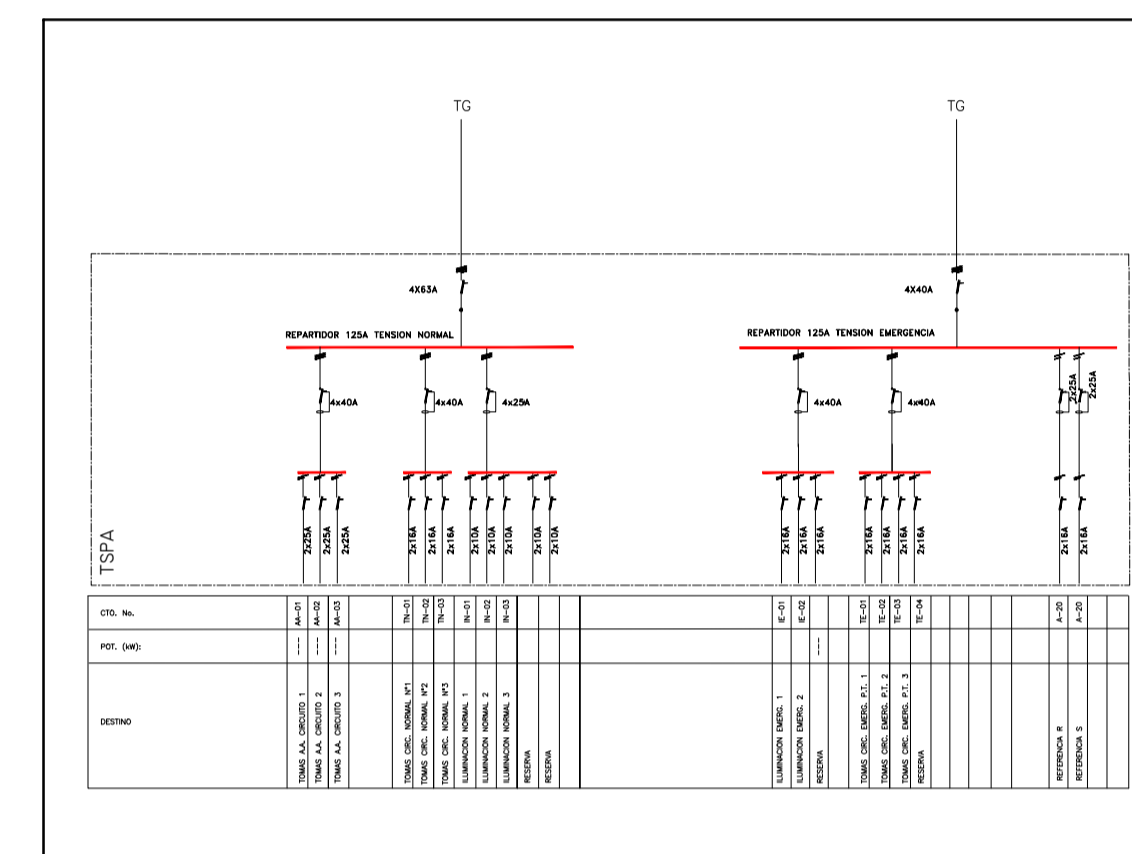 TG
TG
4X63A
4X40A
REPARTIDOR 125A TENSION NORMAL
REPARTIDOR 125A TENSION EMERGENCIA
4x40A
4x40A
4x25A
4x40A
4x40A
2x25A
2x25A
TSPA
2x25A
2x25A
2x25A
2x16A
2x16A
2x16A
2x10A
2x10A
2x10A
2x10A
2x10A
2x16A
2x16A
2x16A
2x16A
2x16A
2x16A
2x16A
2x16A
2x16A
CTO. No.
AA-01
AA-02
AA-03
TN-01
TN-02
TN-03
IN-01
IN-02
IN-03
IE-01
IE-02
TE-01
TE-02
TE-03
TE-04
A-20
A-20
POT. (kW):
---
---
---
---
DESTINO
TOMAS A.A. CIRCUITO 1
TOMAS A.A. CIRCUITO 2
TOMAS A.A. CIRCUITO 3
TOMAS CIRC. NORMAL Nº1
TOMAS CIRC. NORMAL Nº2
TOMAS CIRC. NORMAL Nº3
ILUMINACION NORMAL 1
ILUMINACION NORMAL 2
ILUMINACION NORMAL 3
RESERVA
RESERVA
ILUMINACION EMERG. 1
ILUMINACION EMERG. 2
RESERVA
TOMAS CIRC. EMERG. P.T. 1
TOMAS CIRC. EMERG. P.T. 2
TOMAS CIRC. EMERG. P.T. 3
RESERVA
REFERENCIA R
REFERENCIA S